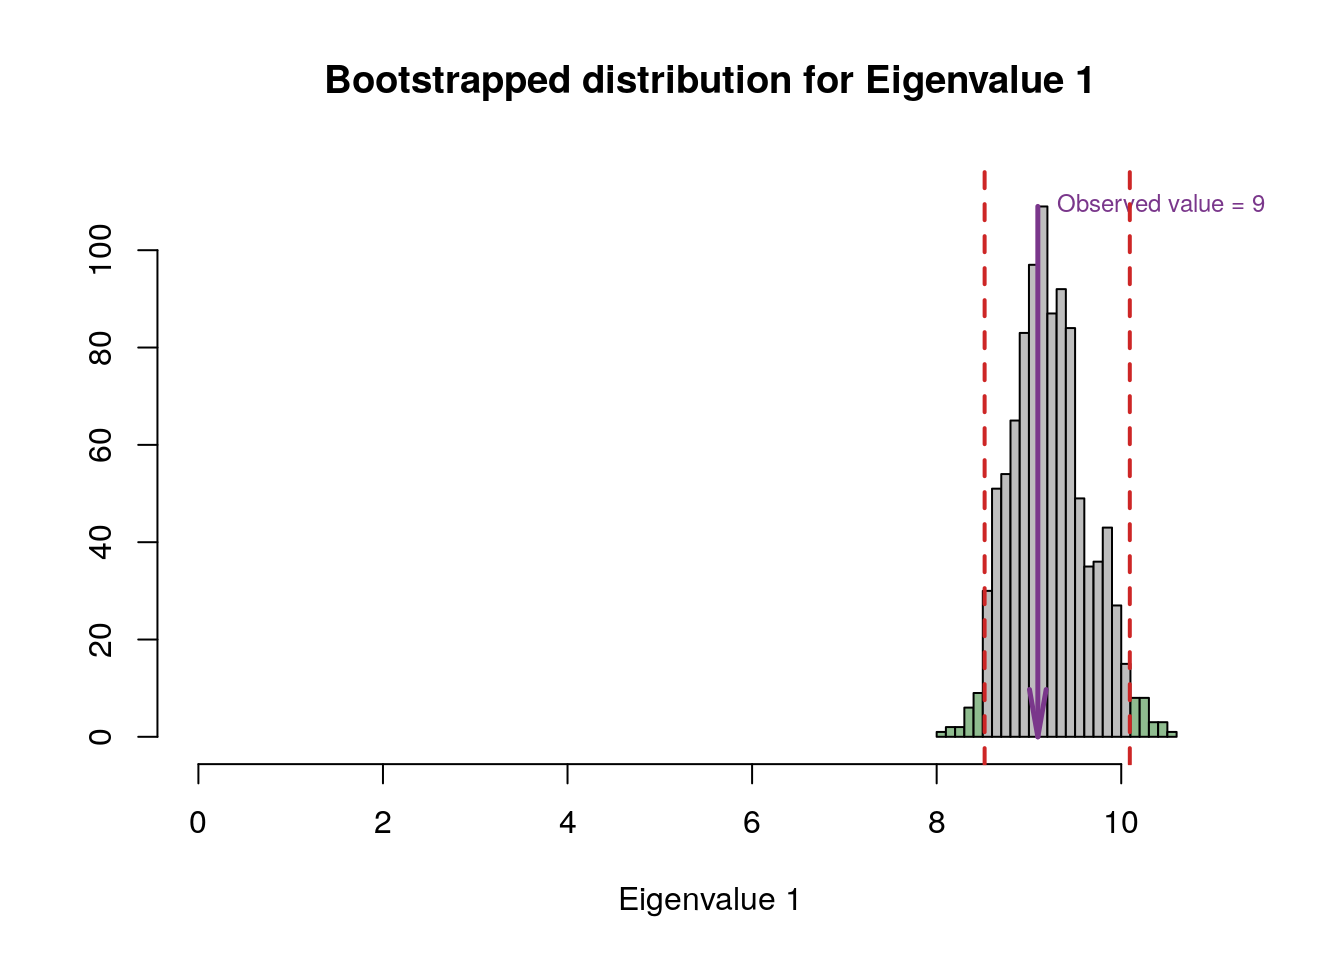 Bootstrapped distribution for Eigenvalue 1
Observed value = 9
100
80
60
40
20
0
0 2 4 6 8 10
Eigenvalue 1